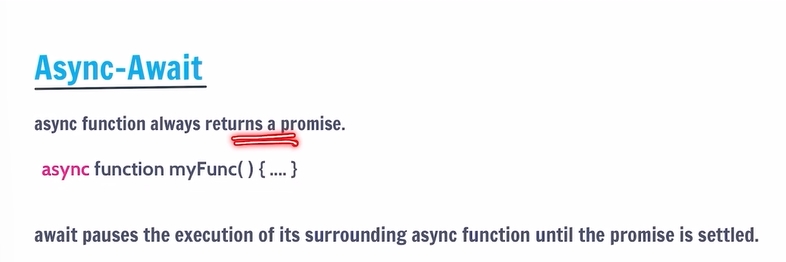 Async-Await
async function always returns a promise.
async function myFunc( ) { .... }
await pauses the execution of its surrounding async function until the promise is settled.